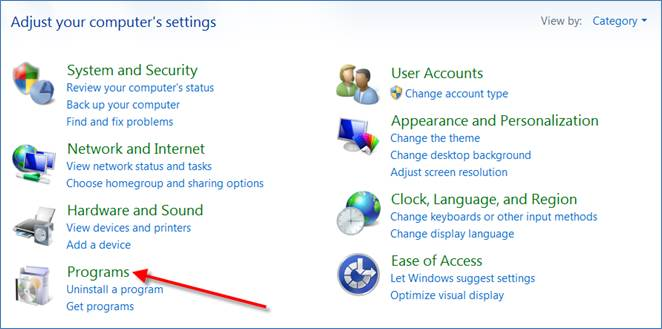 Adjust your computer's settings
View by: Category
System and Security
Review your computer's status
Back up your computer
Find and fix problems
Network and Internet
View network status and tasks
Choose homegroup and sharing options
Hardware and Sound
View devices and printers
Add a device
Programs
Uninstall a program
Get programs
User Accounts
Change account type
Appearance and Personalization
Change the theme
Change desktop background
Adjust screen resolution
Clock, Language, and Region
Change keyboards or other input methods
Change display language
Ease of Access
Let Windows suggest settings
Optimize visual display